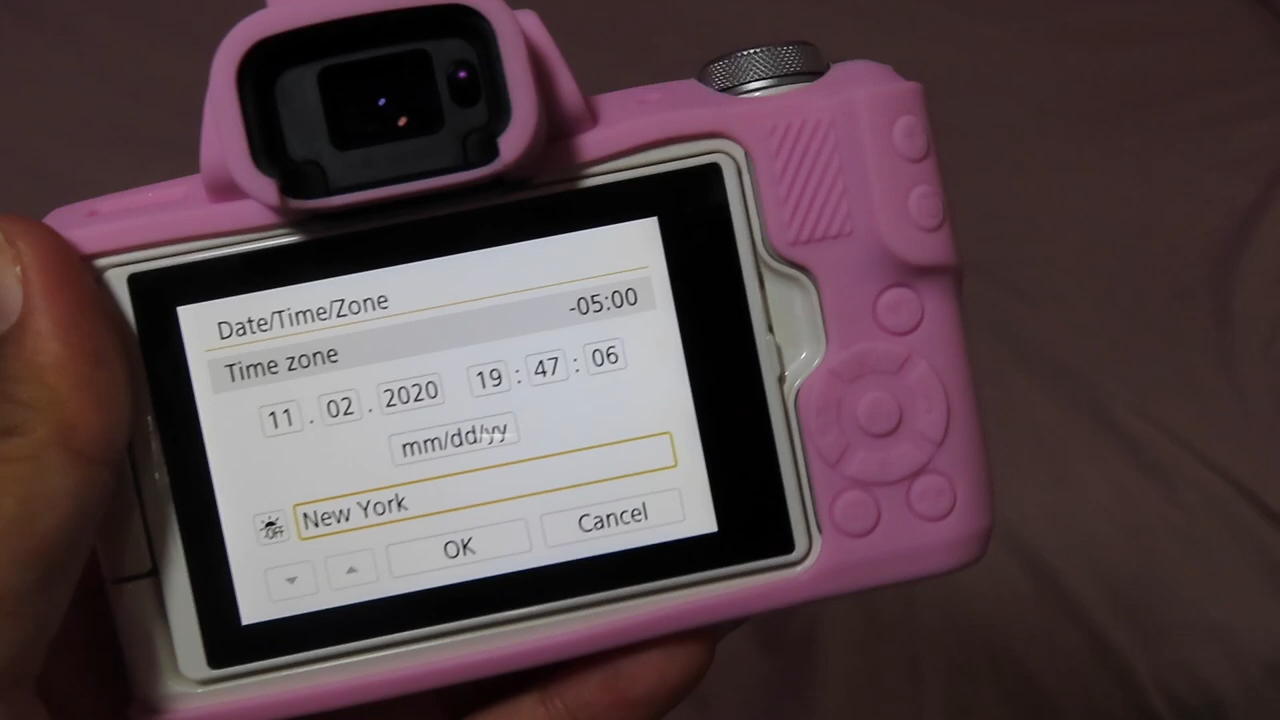 Date/Time/Zone
Time zone -05:00
11 . 02 . 2020 19 : 47 : 06
mm/dd/yy
OFF New York
OK Cancel